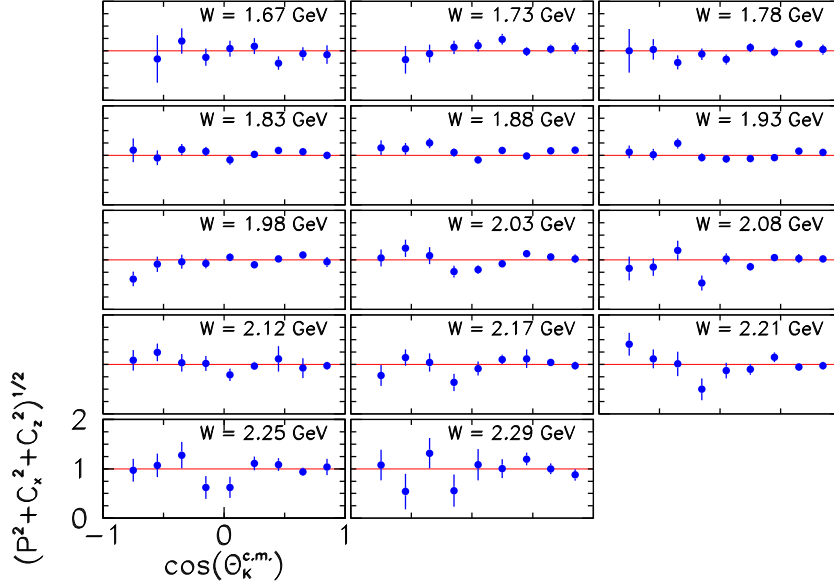 W = 1.67 GeV
W = 1.73 GeV
W = 1.78 GeV
W = 1.83 GeV
W = 1.88 GeV
W = 1.93 GeV
W = 1.98 GeV
W = 2.03 GeV
W = 2.08 GeV
W = 2.12 GeV
W = 2.17 GeV
W = 2.21 GeV
W = 2.25 GeV
W = 2.29 GeV
2
1
0
−1
0
1
(P²+Cₓ²+C_z²)^1/2
cos(Θ_K^c.m.)